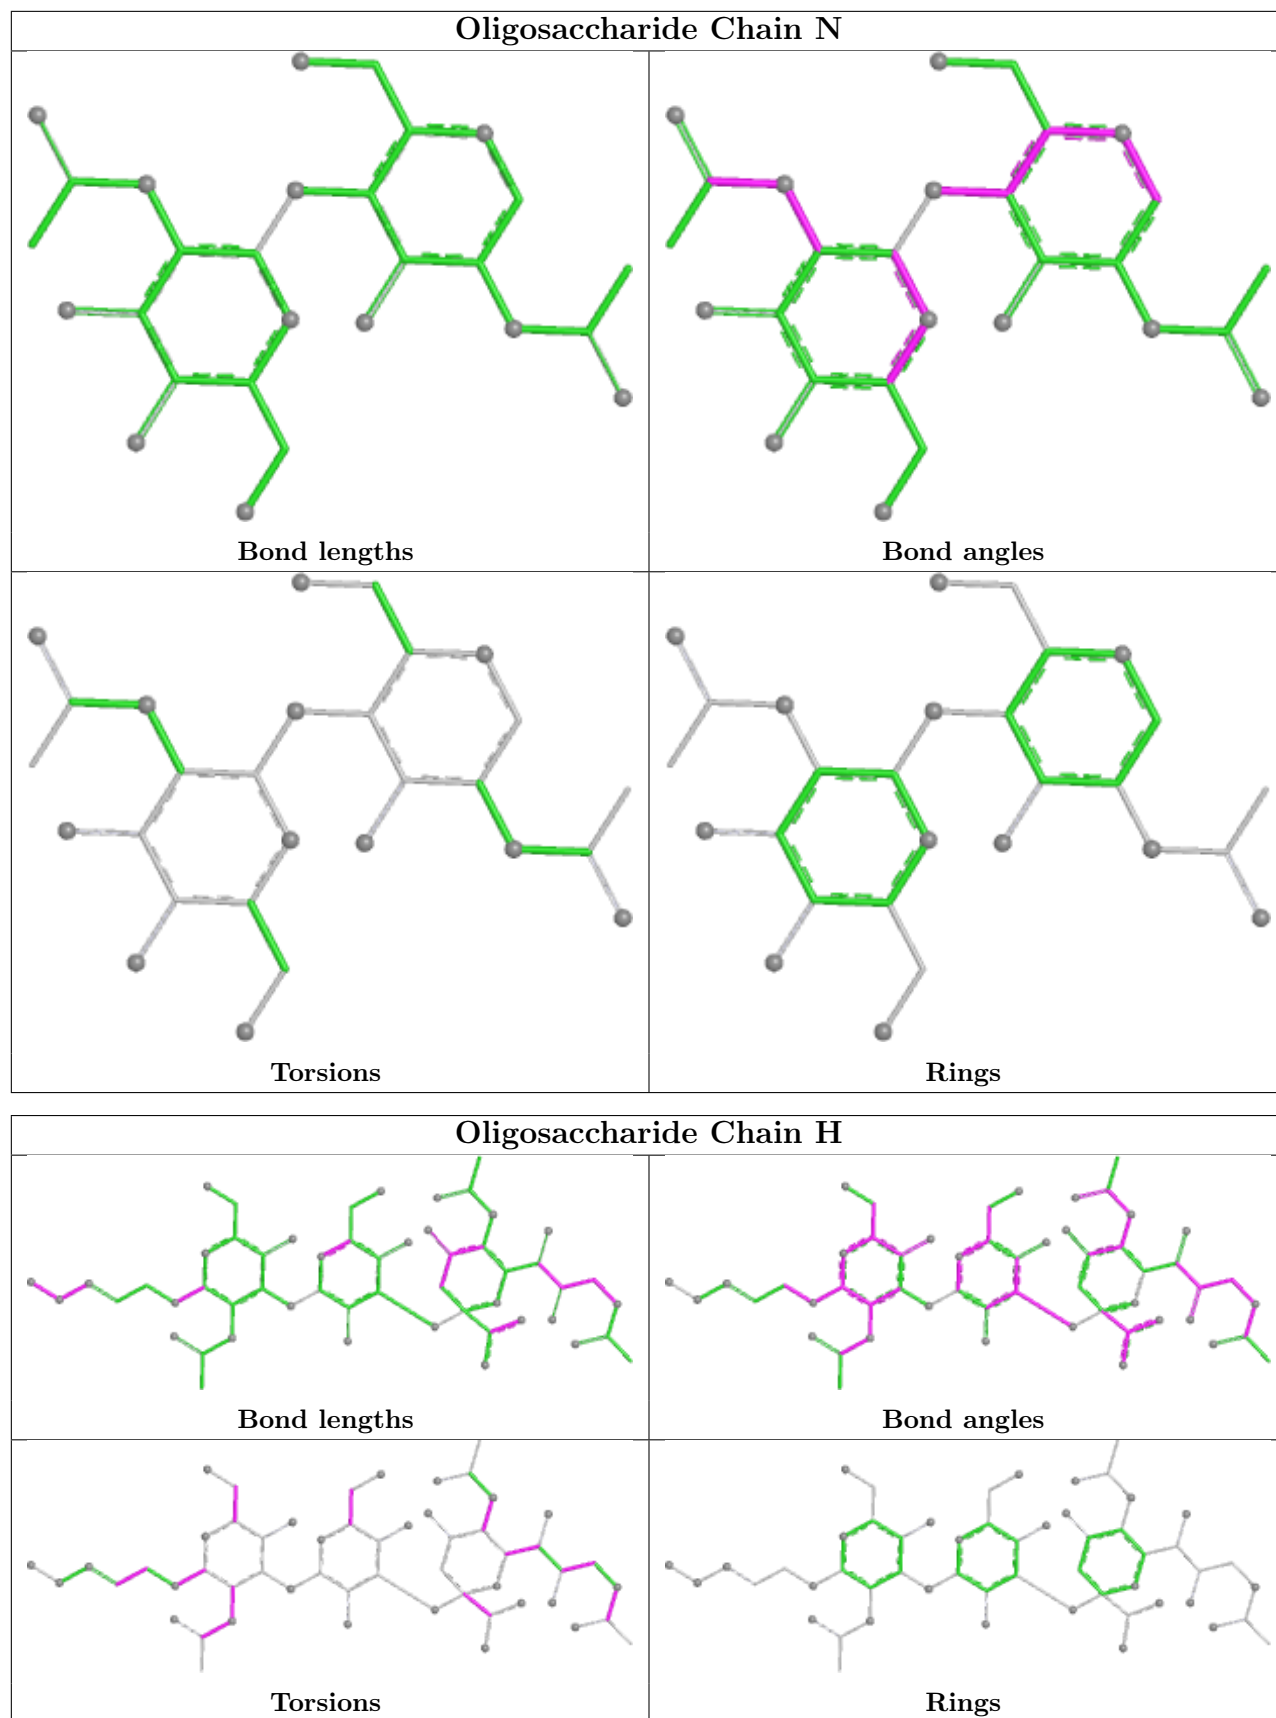 Oligosaccharide Chain N
Bond lengths
Bond angles
Torsions
Rings
Oligosaccharide Chain H
Bond lengths
Bond angles
Torsions
Rings